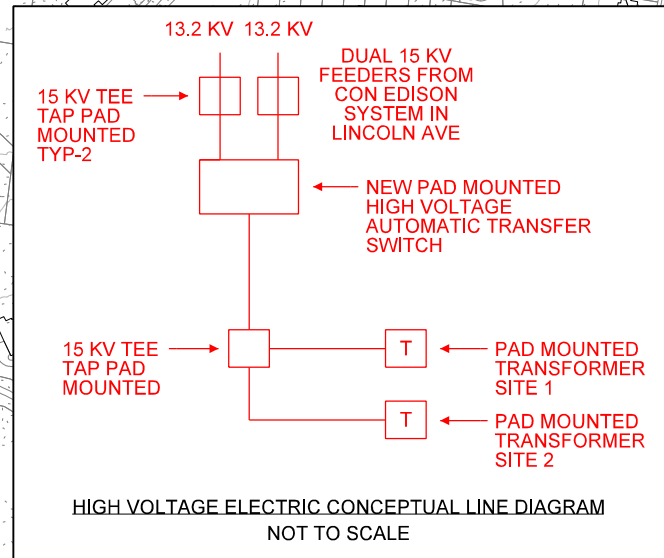 13.2 KV 13.2 KV
DUAL 15 KV
FEEDERS FROM
CON EDISON
SYSTEM IN
LINCOLN AVE
15 KV TEE
TAP PAD
MOUNTED
TYP-2
NEW PAD MOUNTED
HIGH VOLTAGE
AUTOMATIC TRANSFER
SWITCH
15 KV TEE
TAP PAD
MOUNTED
T
PAD MOUNTED
TRANSFORMER
SITE 1
T
PAD MOUNTED
TRANSFORMER
SITE 2
HIGH VOLTAGE ELECTRIC CONCEPTUAL LINE DIAGRAM
NOT TO SCALE